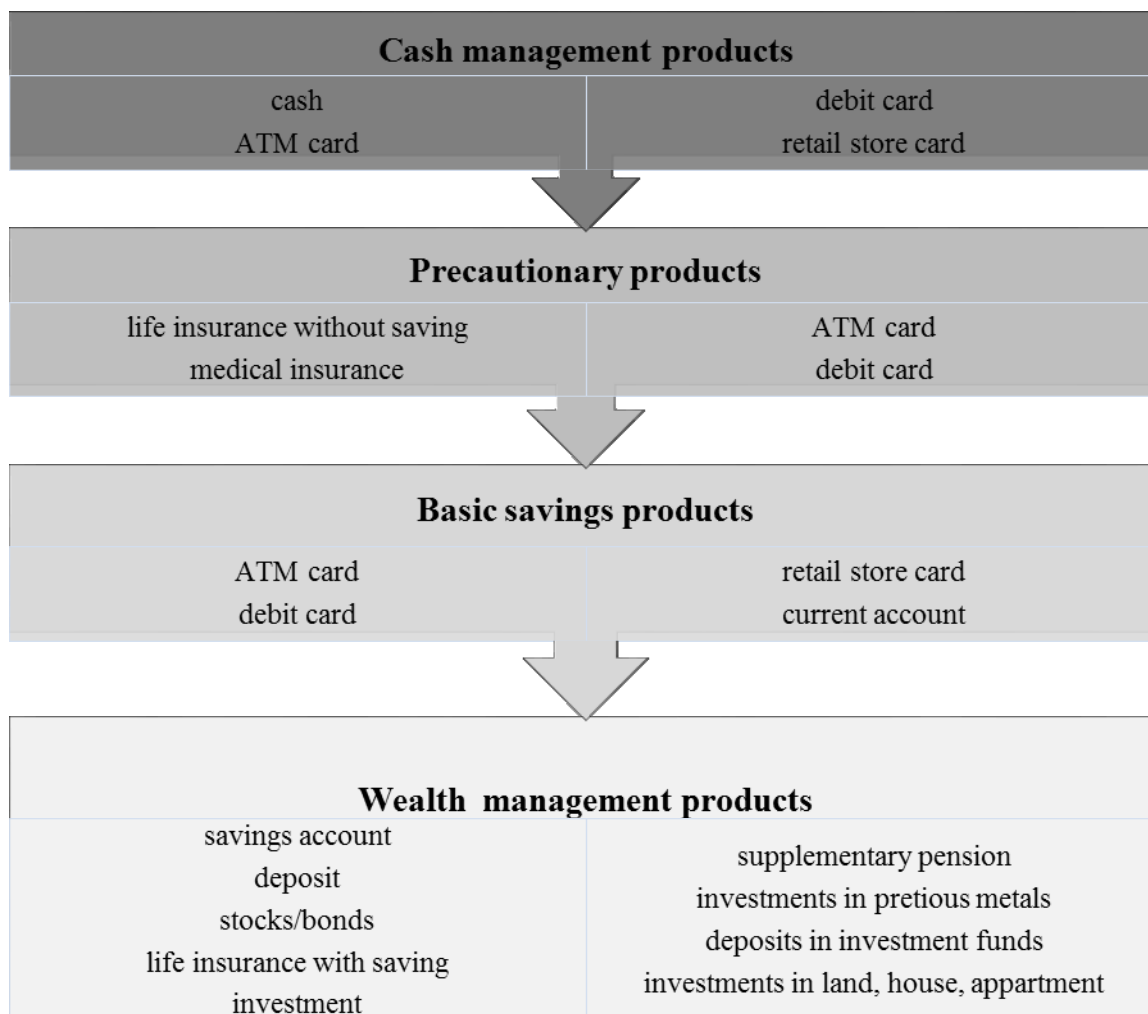 Cash management products
cash
ATM card
debit card
retail store card
Precautionary products
life insurance without saving
medical insurance
ATM card
debit card
Basic savings products
ATM card
debit card
retail store card
current account
Wealth management products
savings account
deposit
stocks/bonds
life insurance with saving
investment
supplementary pension
investments in pretious metals
deposits in investment funds
investments in land, house, appartment